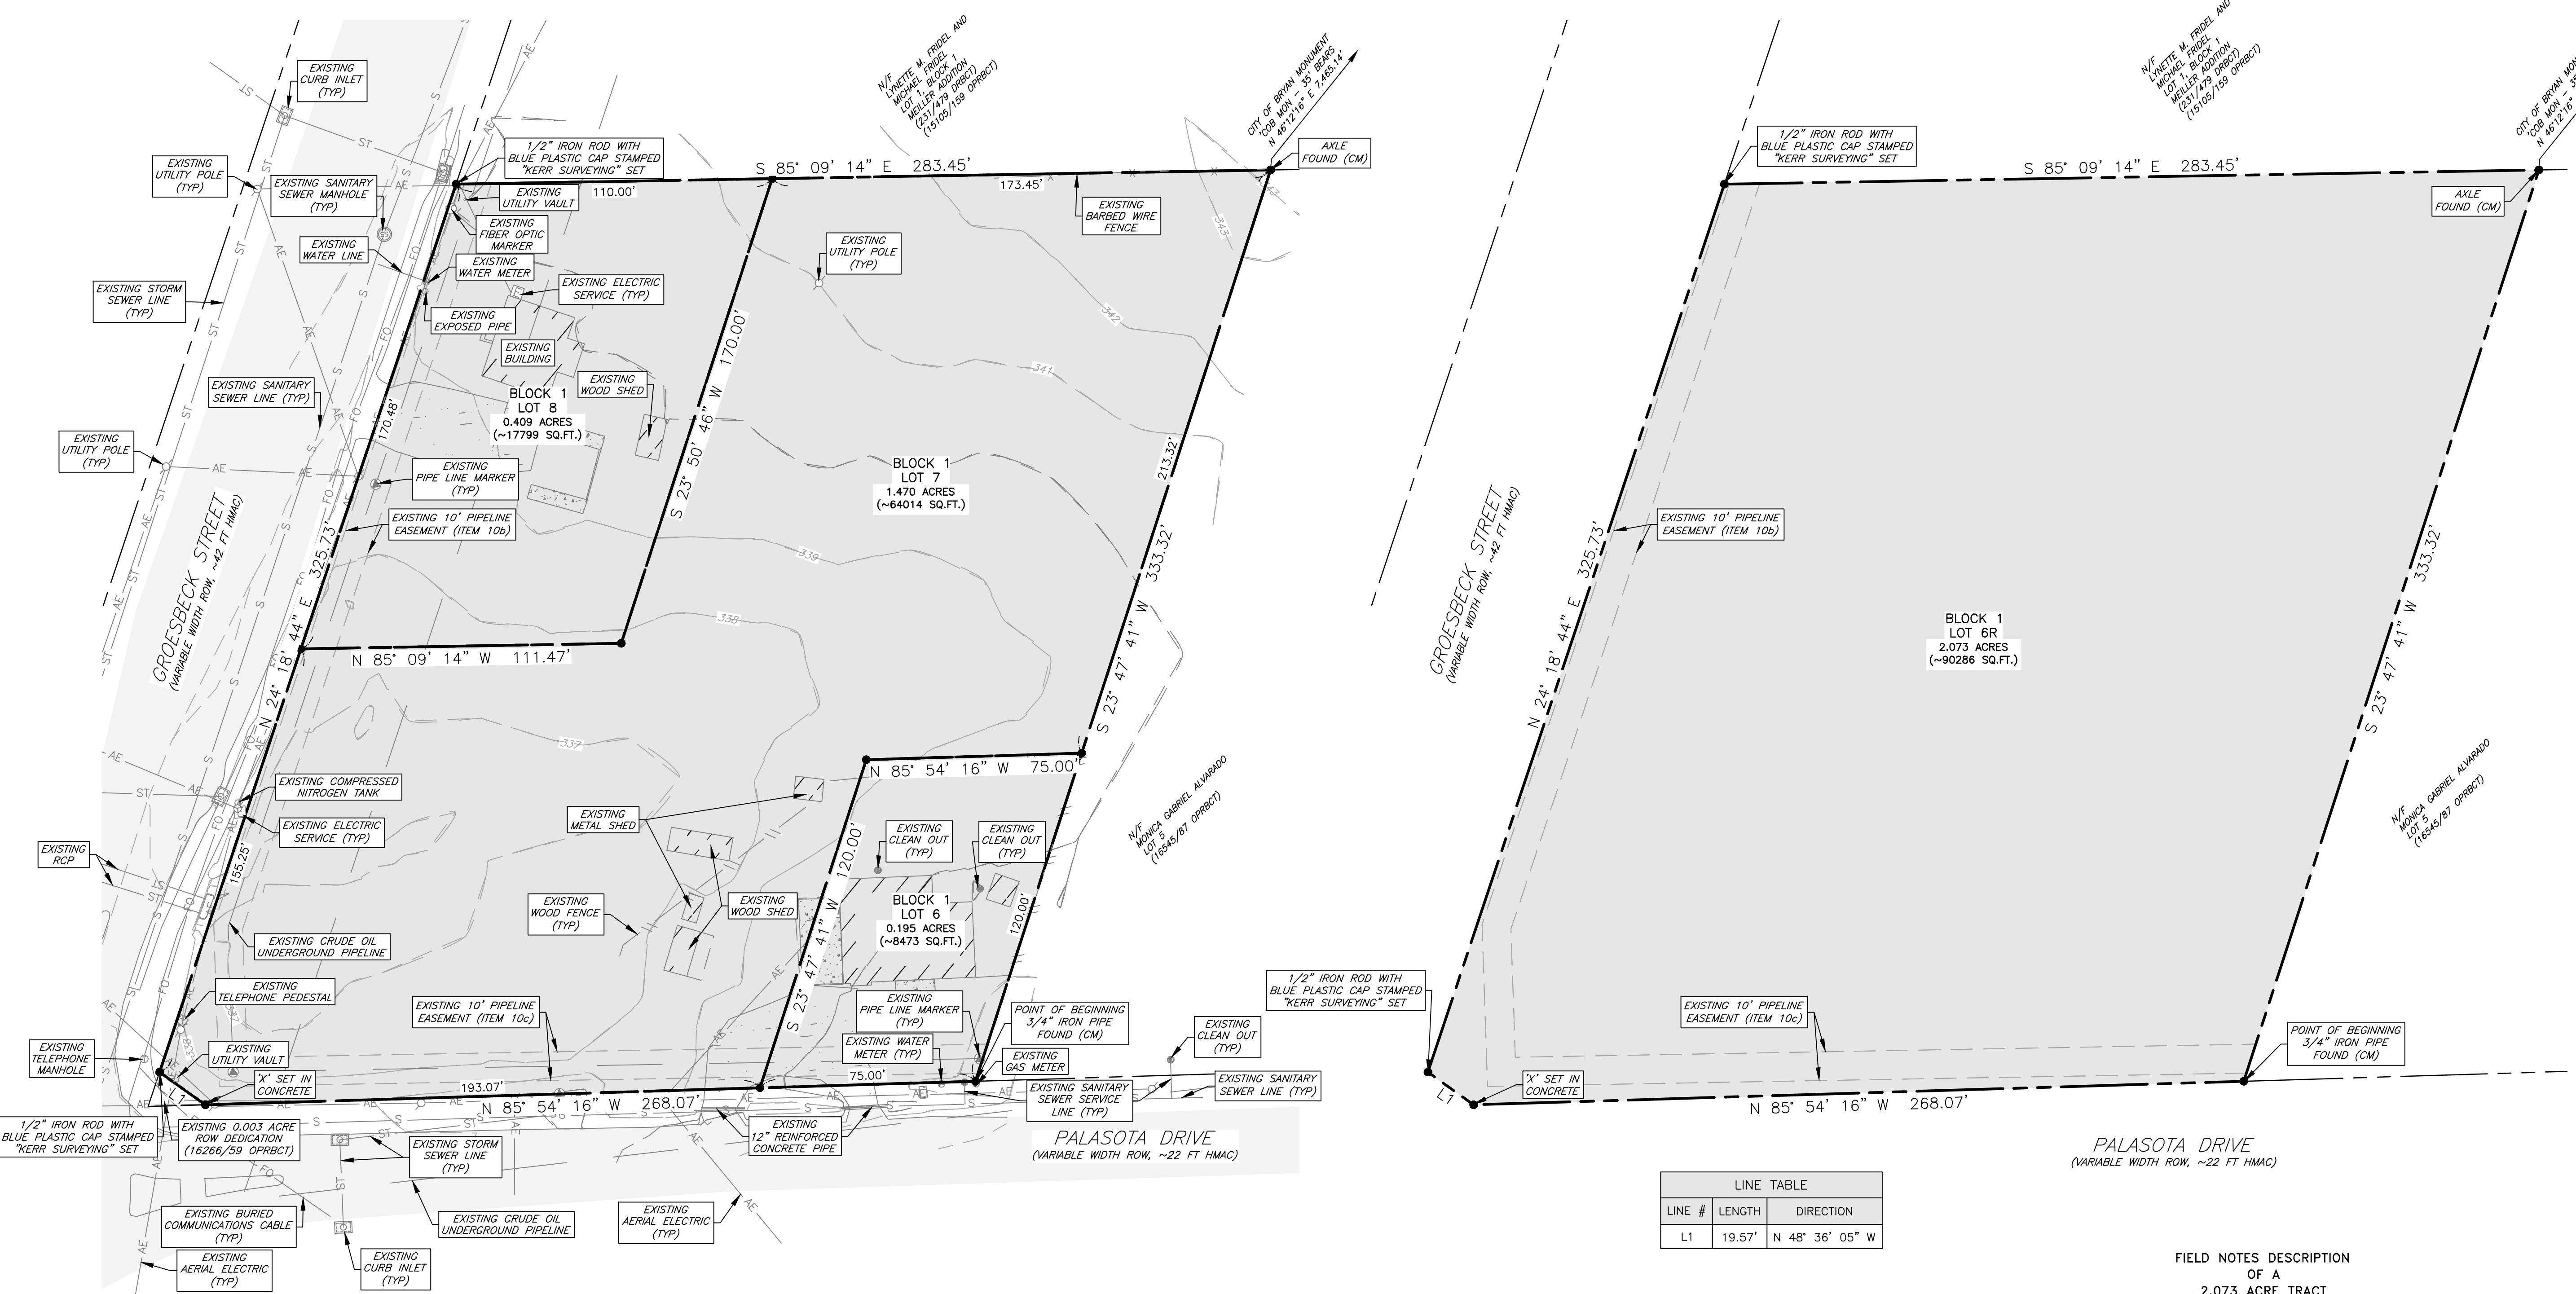 N/F
LYNETTE M. FRIDEL AND
MICHAEL FRIDEL
LOT 1, BLOCK 1
MEILLER ADDITION
(231/479 DRBCT)
(15105/159 OPRBCT)
CITY OF BRYAN MONUMENT
'COB MON - 35' BEARS
N 46°12'16" E 7,465.14'
EXISTING
CURB INLET
(TYP)
1/2" IRON ROD WITH
BLUE PLASTIC CAP STAMPED
"KERR SURVEYING" SET
AXLE
FOUND (CM)
EXISTING
UTILITY POLE
(TYP)
EXISTING SANITARY
SEWER MANHOLE
(TYP)
S 85° 09' 14" E 283.45'
110.00'
173.45'
EXISTING
UTILITY VAULT
EXISTING
BARBED WIRE
FENCE
EXISTING
FIBER OPTIC
MARKER
EXISTING
WATER LINE
EXISTING
WATER METER
EXISTING
UTILITY POLE
(TYP)
EXISTING STORM
SEWER LINE
(TYP)
EXISTING ELECTRIC
SERVICE (TYP)
EXISTING
EXPOSED PIPE
EXISTING
BUILDING
EXISTING
WOOD SHED
EXISTING SANITARY
SEWER LINE (TYP)
BLOCK 1
LOT 8
0.409 ACRES
(~17799 SQ.FT.)
S 23° 50' 46" W 170.00'
170.48'
343
343
342
341
339
338
337
337
338
EXISTING
UTILITY POLE
(TYP)
EXISTING
PIPE LINE MARKER
(TYP)
BLOCK 1
LOT 7
1.470 ACRES
(~64014 SQ.FT.)
213.32'
EXISTING 10' PIPELINE
EASEMENT (ITEM 10b)
GROESBECK STREET
(VARIABLE WIDTH ROW, ~42 FT HMAC)
N 24° 18' 44" E 325.73'
N 85° 09' 14" W 111.47'
S 23° 47' 41" W 333.32'
N 85° 54' 16" W 75.00'
EXISTING COMPRESSED
NITROGEN TANK
EXISTING
METAL SHED
EXISTING ELECTRIC
SERVICE (TYP)
EXISTING
RCP
155.25'
EXISTING
CLEAN OUT
(TYP)
EXISTING
CLEAN OUT
(TYP)
N/F
MONICA GABRIEL ALVARADO
LOT 5
(16545/87 OPRBCT)
S 23° 47' 41" W 120.00'
EXISTING
WOOD FENCE
(TYP)
EXISTING
WOOD SHED
BLOCK 1
LOT 6
0.195 ACRES
(~8473 SQ.FT.)
120.00'
EXISTING CRUDE OIL
UNDERGROUND PIPELINE
EXISTING
TELEPHONE PEDESTAL
EXISTING 10' PIPELINE
EASEMENT (ITEM 10c)
EXISTING
PIPE LINE MARKER
(TYP)
POINT OF BEGINNING
3/4" IRON PIPE
FOUND (CM)
EXISTING
CLEAN OUT
(TYP)
EXISTING
TELEPHONE
MANHOLE
EXISTING
UTILITY VAULT
EXISTING WATER
METER (TYP)
EXISTING
GAS METER
'X' SET IN
CONCRETE
L1
193.07'
75.00'
N 85° 54' 16" W 268.07'
EXISTING SANITARY
SEWER SERVICE
LINE (TYP)
EXISTING SANITARY
SEWER LINE (TYP)
1/2" IRON ROD WITH
BLUE PLASTIC CAP STAMPED
"KERR SURVEYING" SET
EXISTING 0.003 ACRE
ROW DEDICATION
(16266/59 OPRBCT)
EXISTING STORM
SEWER LINE
(TYP)
EXISTING
12" REINFORCED
CONCRETE PIPE
PALASOTA DRIVE
(VARIABLE WIDTH ROW, ~22 FT HMAC)
EXISTING BURIED
COMMUNICATIONS CABLE
(TYP)
EXISTING CRUDE OIL
UNDERGROUND PIPELINE
EXISTING
AERIAL ELECTRIC
(TYP)
EXISTING
AERIAL ELECTRIC
(TYP)
EXISTING
CURB INLET
(TYP)
N/F
LYNETTE M. FRIDEL AND
MICHAEL FRIDEL
LOT 1, BLOCK 1
MEILLER ADDITION
(231/479 DRBCT)
(15105/159 OPRBCT)
CITY OF BRYAN MON
'COB MON - 35
N 46°12'16"
1/2" IRON ROD WITH
BLUE PLASTIC CAP STAMPED
"KERR SURVEYING" SET
S 85° 09' 14" E 283.45'
AXLE
FOUND (CM)
GROESBECK STREET
(VARIABLE WIDTH ROW, ~42 FT HMAC)
EXISTING 10' PIPELINE
EASEMENT (ITEM 10b)
N 24° 18' 44" E 325.73'
BLOCK 1
LOT 6R
2.073 ACRES
(~90286 SQ.FT.)
S 23° 47' 41" W 333.32'
N/F
MONICA GABRIEL ALVARADO
LOT 5
(16545/87 OPRBCT)
1/2" IRON ROD WITH
BLUE PLASTIC CAP STAMPED
"KERR SURVEYING" SET
EXISTING 10' PIPELINE
EASEMENT (ITEM 10c)
POINT OF BEGINNING
3/4" IRON PIPE
FOUND (CM)
L1
'X' SET IN
CONCRETE
N 85° 54' 16" W 268.07'
PALASOTA DRIVE
(VARIABLE WIDTH ROW, ~22 FT HMAC)
LINE TABLE
LINE # LENGTH DIRECTION
L1 19.57' N 48° 36' 05" W
FIELD NOTES DESCRIPTION
OF A
2.073 ACRE TRACT